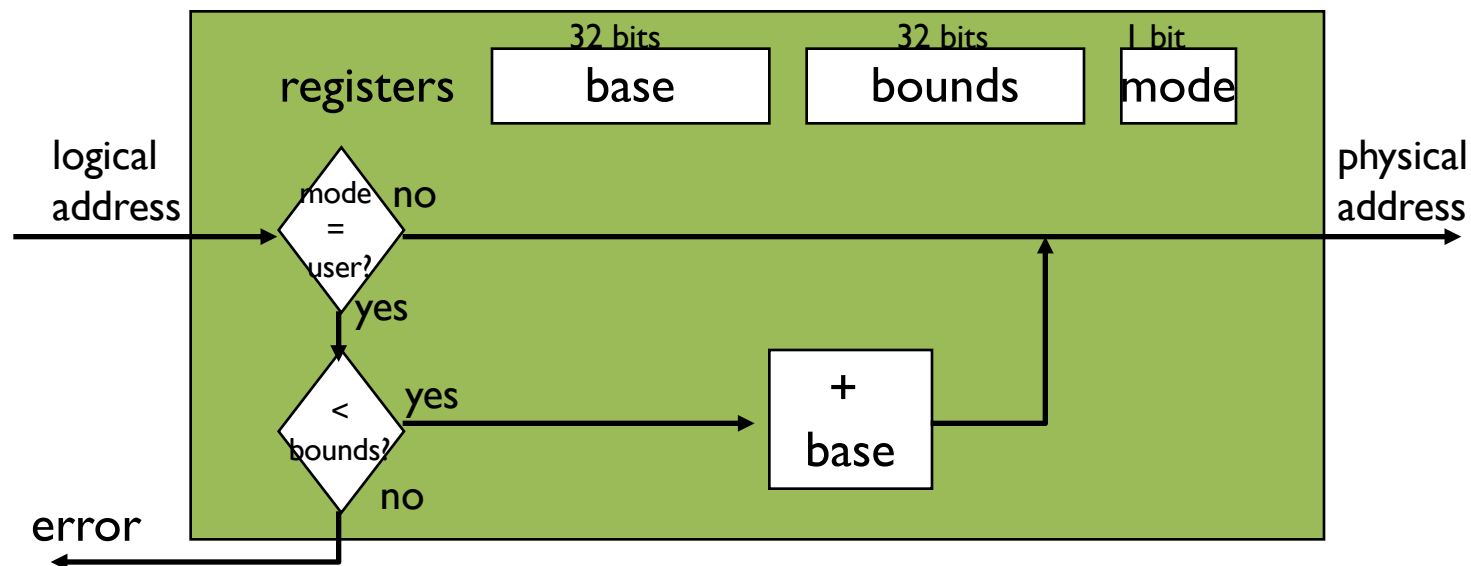 32 bits
32 bits
1 bit
registers
base
bounds
mode
logical
address
physical
address
mode
=
user?
no
yes
<
bounds?
yes
+
base
no
error